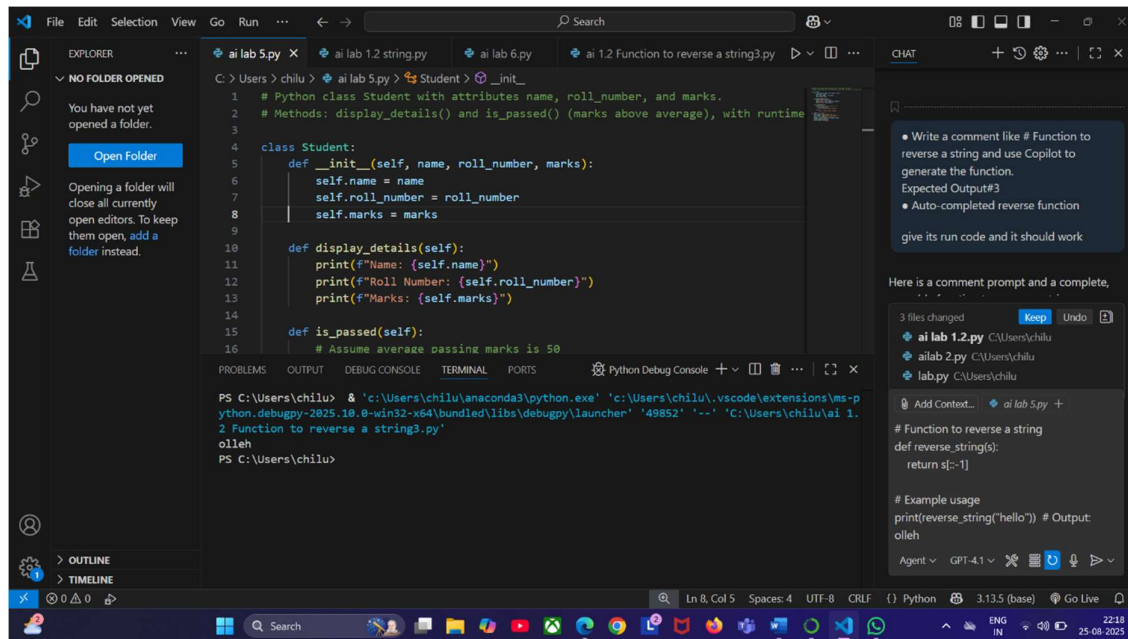 File Edit Selection View Go Run ··· Search
EXPLORER ···
NO FOLDER OPENED
You have not yet
opened a folder.
Open Folder
Opening a folder will
close all currently
open editors. To keep
them open, add a
folder instead.
OUTLINE
TIMELINE
ai lab 5.py ai lab 1.2 string.py ai lab 6.py ai 1.2 Function to reverse a string3.py ···
C: > Users > chilu > ai lab 5.py > Student > __init__
1 # Python class Student with attributes name, roll_number, and marks.
2 # Methods: display_details() and is_passed() (marks above average), with runtime
3
4 class Student:
5 def __init__(self, name, roll_number, marks):
6 self.name = name
7 self.roll_number = roll_number
8 self.marks = marks
9
10 def display_details(self):
11 print(f"Name: {self.name}")
12 print(f"Roll Number: {self.roll_number}")
13 print(f"Marks: {self.marks}")
14
15 def is_passed(self):
16 # Assume average passing marks is 50
PROBLEMS OUTPUT DEBUG CONSOLE TERMINAL PORTS Python Debug Console ···
PS C:\Users\chilu> & 'c:\Users\chilu\anaconda3\python.exe' 'c:\Users\chilu\.vscode\extensions\ms-p
ython.debugpy-2025.10.0-win32-x64\bundled\libs\debugpy\launcher' '49852' '--' 'C:\Users\chilu\ai 1.
2 Function to reverse a string3.py'
olleh
PS C:\Users\chilu>
CHAT ···
● Write a comment like # Function to
reverse a string and use Copilot to
generate the function.
Expected Output#3
● Auto-completed reverse function
give its run code and it should work
Here is a comment prompt and a complete,
3 files changed Keep Undo
ai lab 1.2.py C:\Users\chilu
ailab 2.py C:\Users\chilu
lab.py C:\Users\chilu
Add Context... ai lab 5.py +
# Function to reverse a string
def reverse_string(s):
return s[::-1]
# Example usage
print(reverse_string("hello")) # Output:
olleh
Agent GPT-4.1
1
0 0 Ln 8, Col 5 Spaces: 4 UTF-8 CRLF {} Python 3.13.5 (base) Go Live
2 Search ENG 22:18
IN 25-08-2025